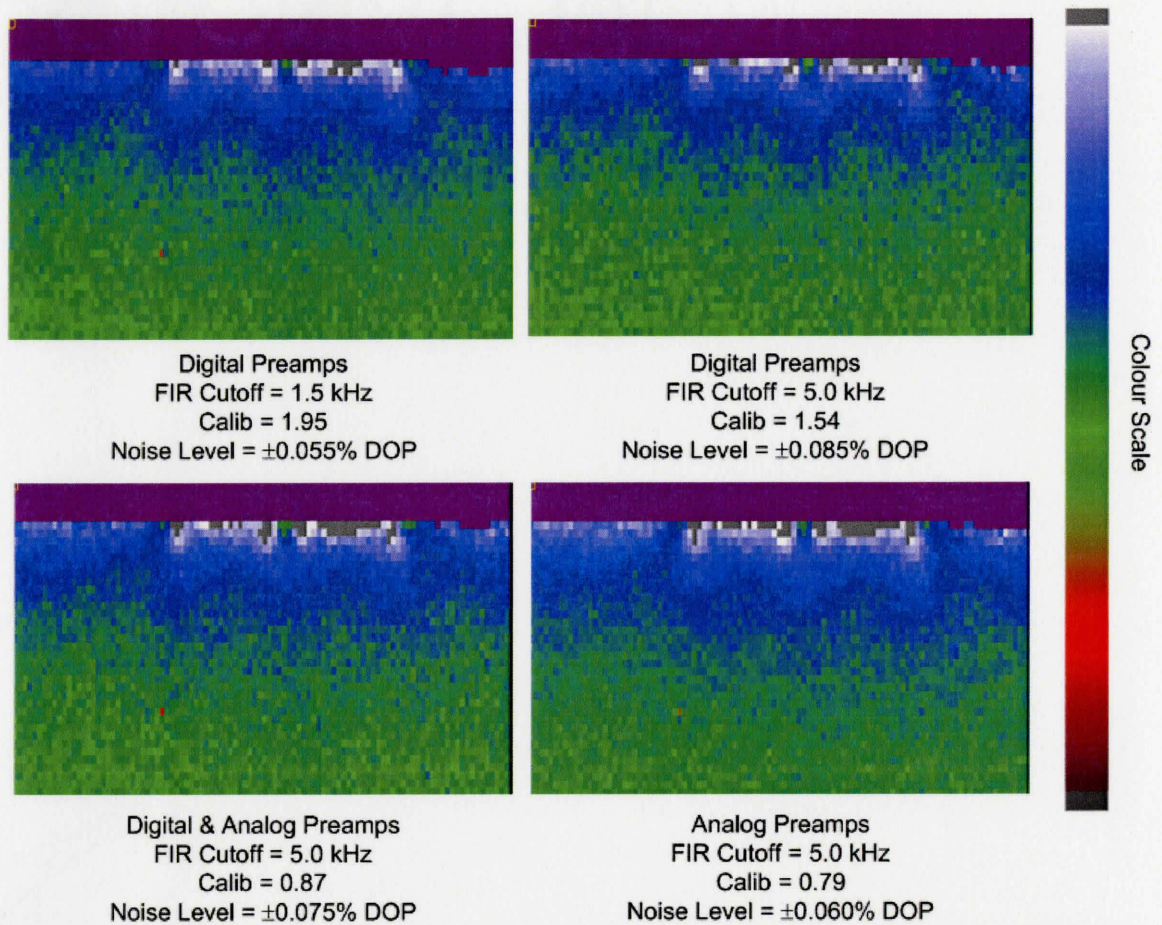 Digital Preamps
FIR Cutoff = 1.5 kHz
Calib = 1.95
Noise Level = ±0.055% DOP
Digital Preamps
FIR Cutoff = 5.0 kHz
Calib = 1.54
Noise Level = ±0.085% DOP
Digital & Analog Preamps
FIR Cutoff = 5.0 kHz
Calib = 0.87
Noise Level = ±0.075% DOP
Analog Preamps
FIR Cutoff = 5.0 kHz
Calib = 0.79
Noise Level = ±0.060% DOP
Colour Scale